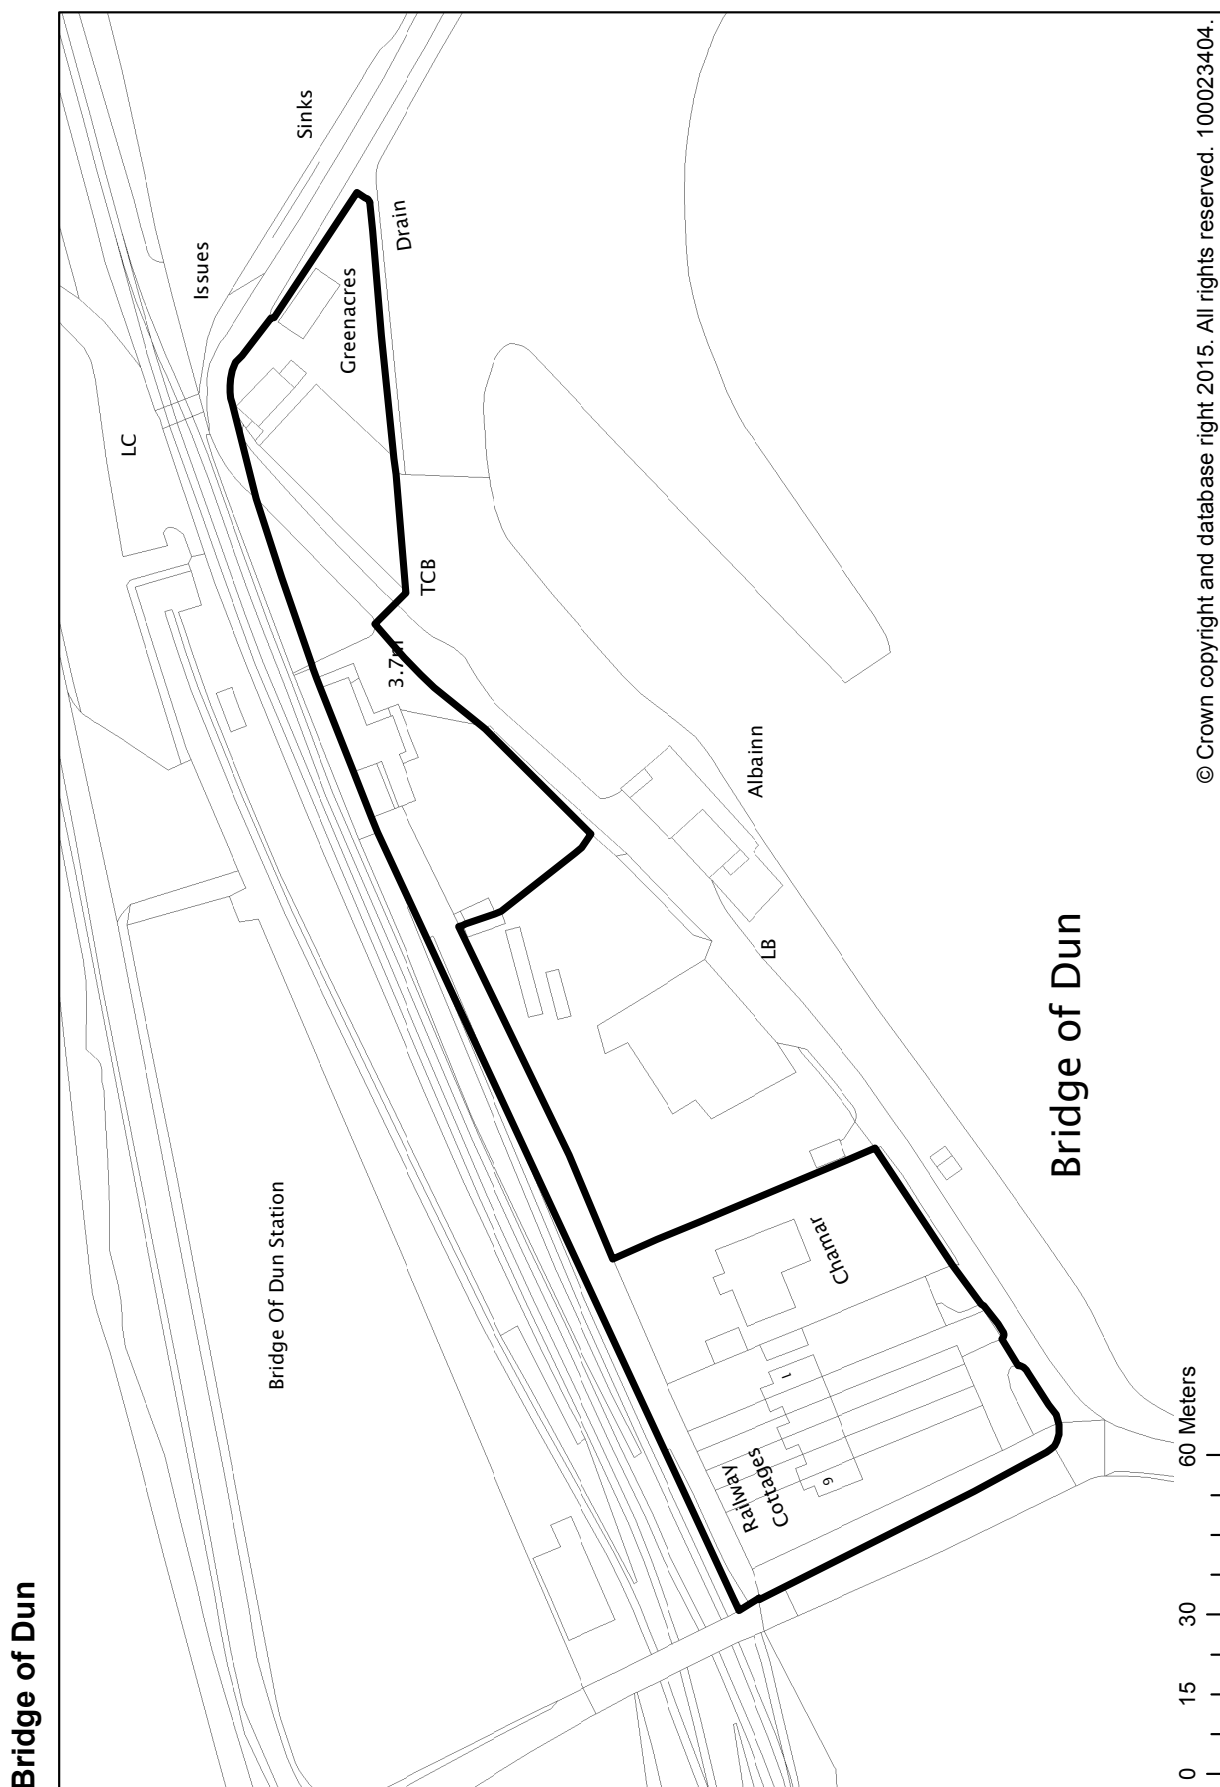 Bridge of Dun
Sinks
Issues
Drain
Greenacres
LC
TCB
3.7m
Albainn
LB
Bridge Of Dun Station
Bridge of Dun
Chamar
1
Railway
Cottages
9
0 15 30 60 Meters
© Crown copyright and database right 2015. All rights reserved. 100023404.